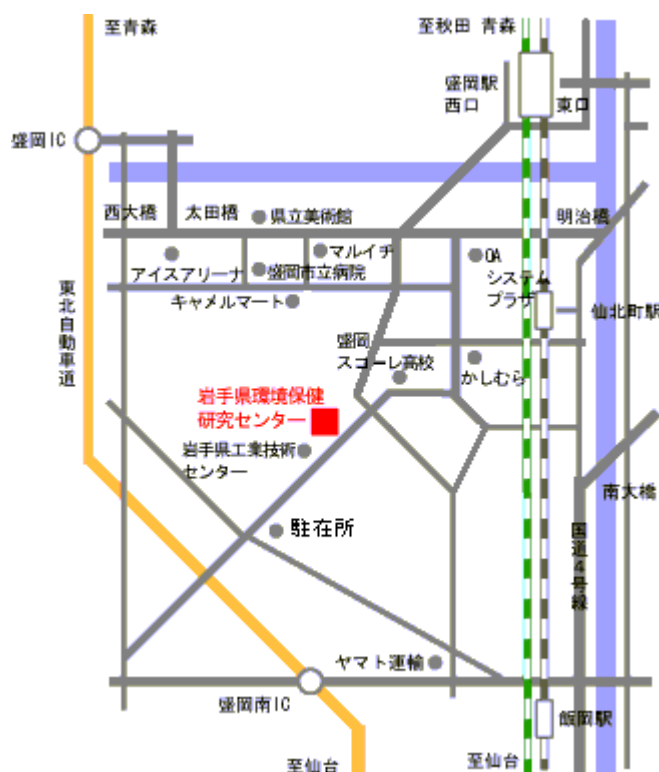 至青森
至秋田 青森
盛岡駅
西口
東口
盛岡IC
西大橋
太田橋
県立美術館
明治橋
マルイチ
アイスアリーナ
盛岡市立病院
OA
システム
プラザ
キャメルマート
仙北町駅
東北自動車道
盛岡
スコーレ高校
かしむら
岩手県環境保健
研究センター
岩手県工業技術
センター
南大橋
駐在所
国道4号線
ヤマト運輸
盛岡南IC
飯岡駅
至仙台
至仙台